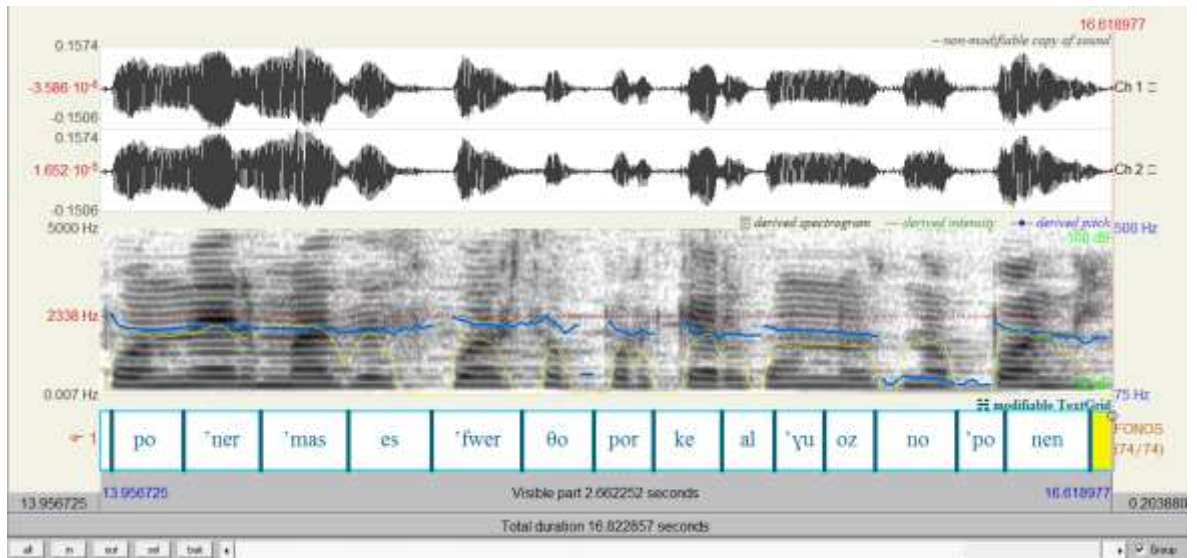 16.618977
– non-modifiable copy of sound
0.1574
-3.586·10-6
-0.1506
Ch 1
0.1574
1.652·10-6
-0.1506
Ch 2
derived spectrogram — derived intensity derived pitch
5000 Hz
500 Hz
100 dB
2338 Hz
0.007 Hz
75 Hz
modifiable TextGrid
1
po ˈner ˈmas es ˈfwer θo por ke al ˈɣu oz no ˈpo nen
FONOS
(74/74)
13.956725
13.956725
Visible part 2.662252 seconds
16.618977
0.203880
Total duration 16.822857 seconds
all in out sel bak
Group